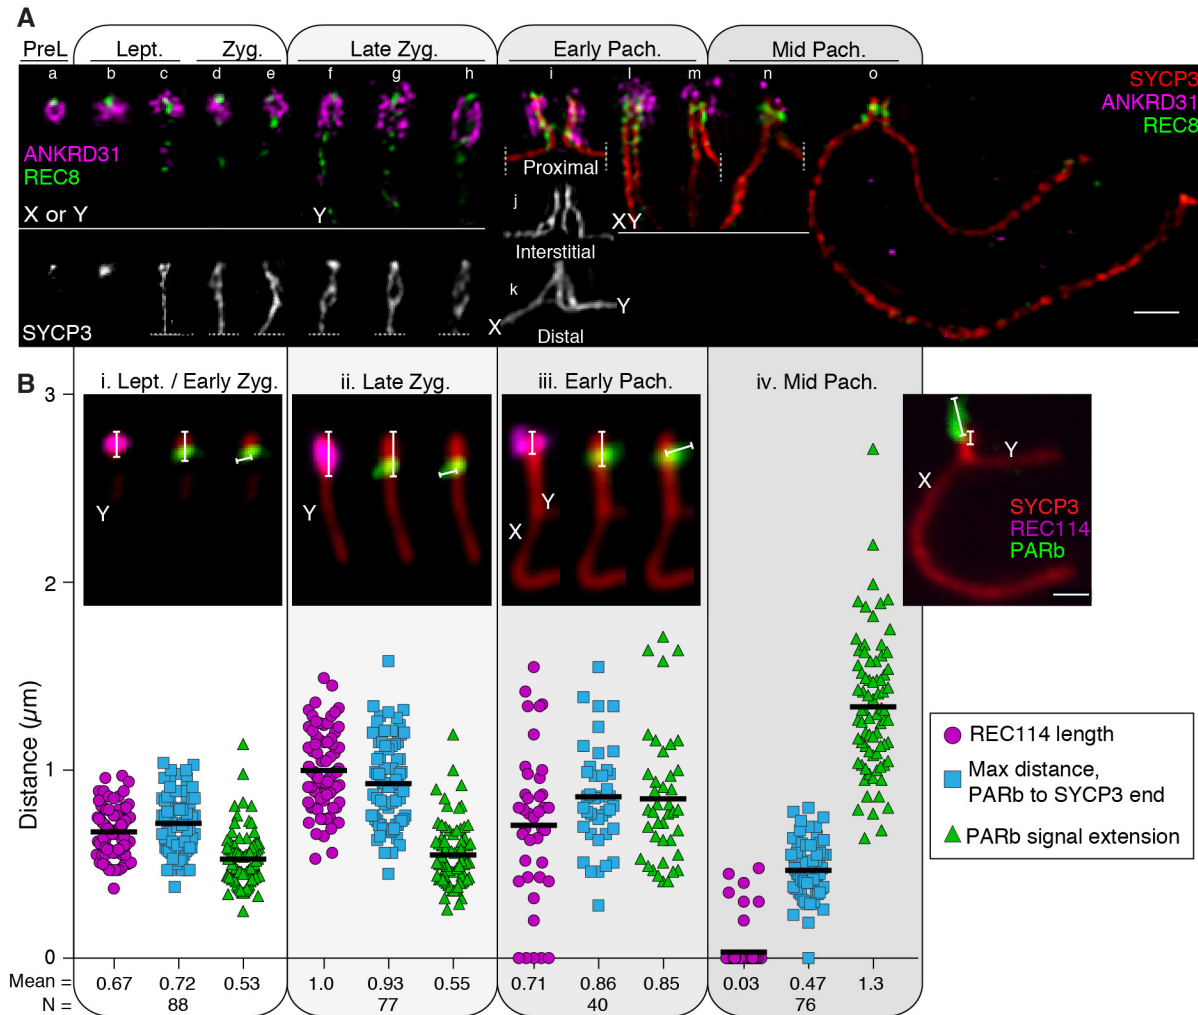 A
PreL Lept. Zyg. Late Zyg. Early Pach. Mid Pach.
a b c d e f g h i l m n o
SYCP3
ANKRD31
REC8
ANKRD31
REC8
X or Y
Y
Proximal
j
Interstitial
k
X
Y
Distal
XY
SYCP3
B
i. Lept. / Early Zyg. ii. Late Zyg. iii. Early Pach. iv. Mid Pach.
Y
Y
Y
X
Y
X
SYCP3
REC114
PARb
3
2
1
0
Distance (µm)
REC114 length
Max distance,
PARb to SYCP3 end
PARb signal extension
Mean = 0.67 0.72 0.53 1.0 0.93 0.55 0.71 0.86 0.85 0.03 0.47 1.3
N = 88 77 40 76